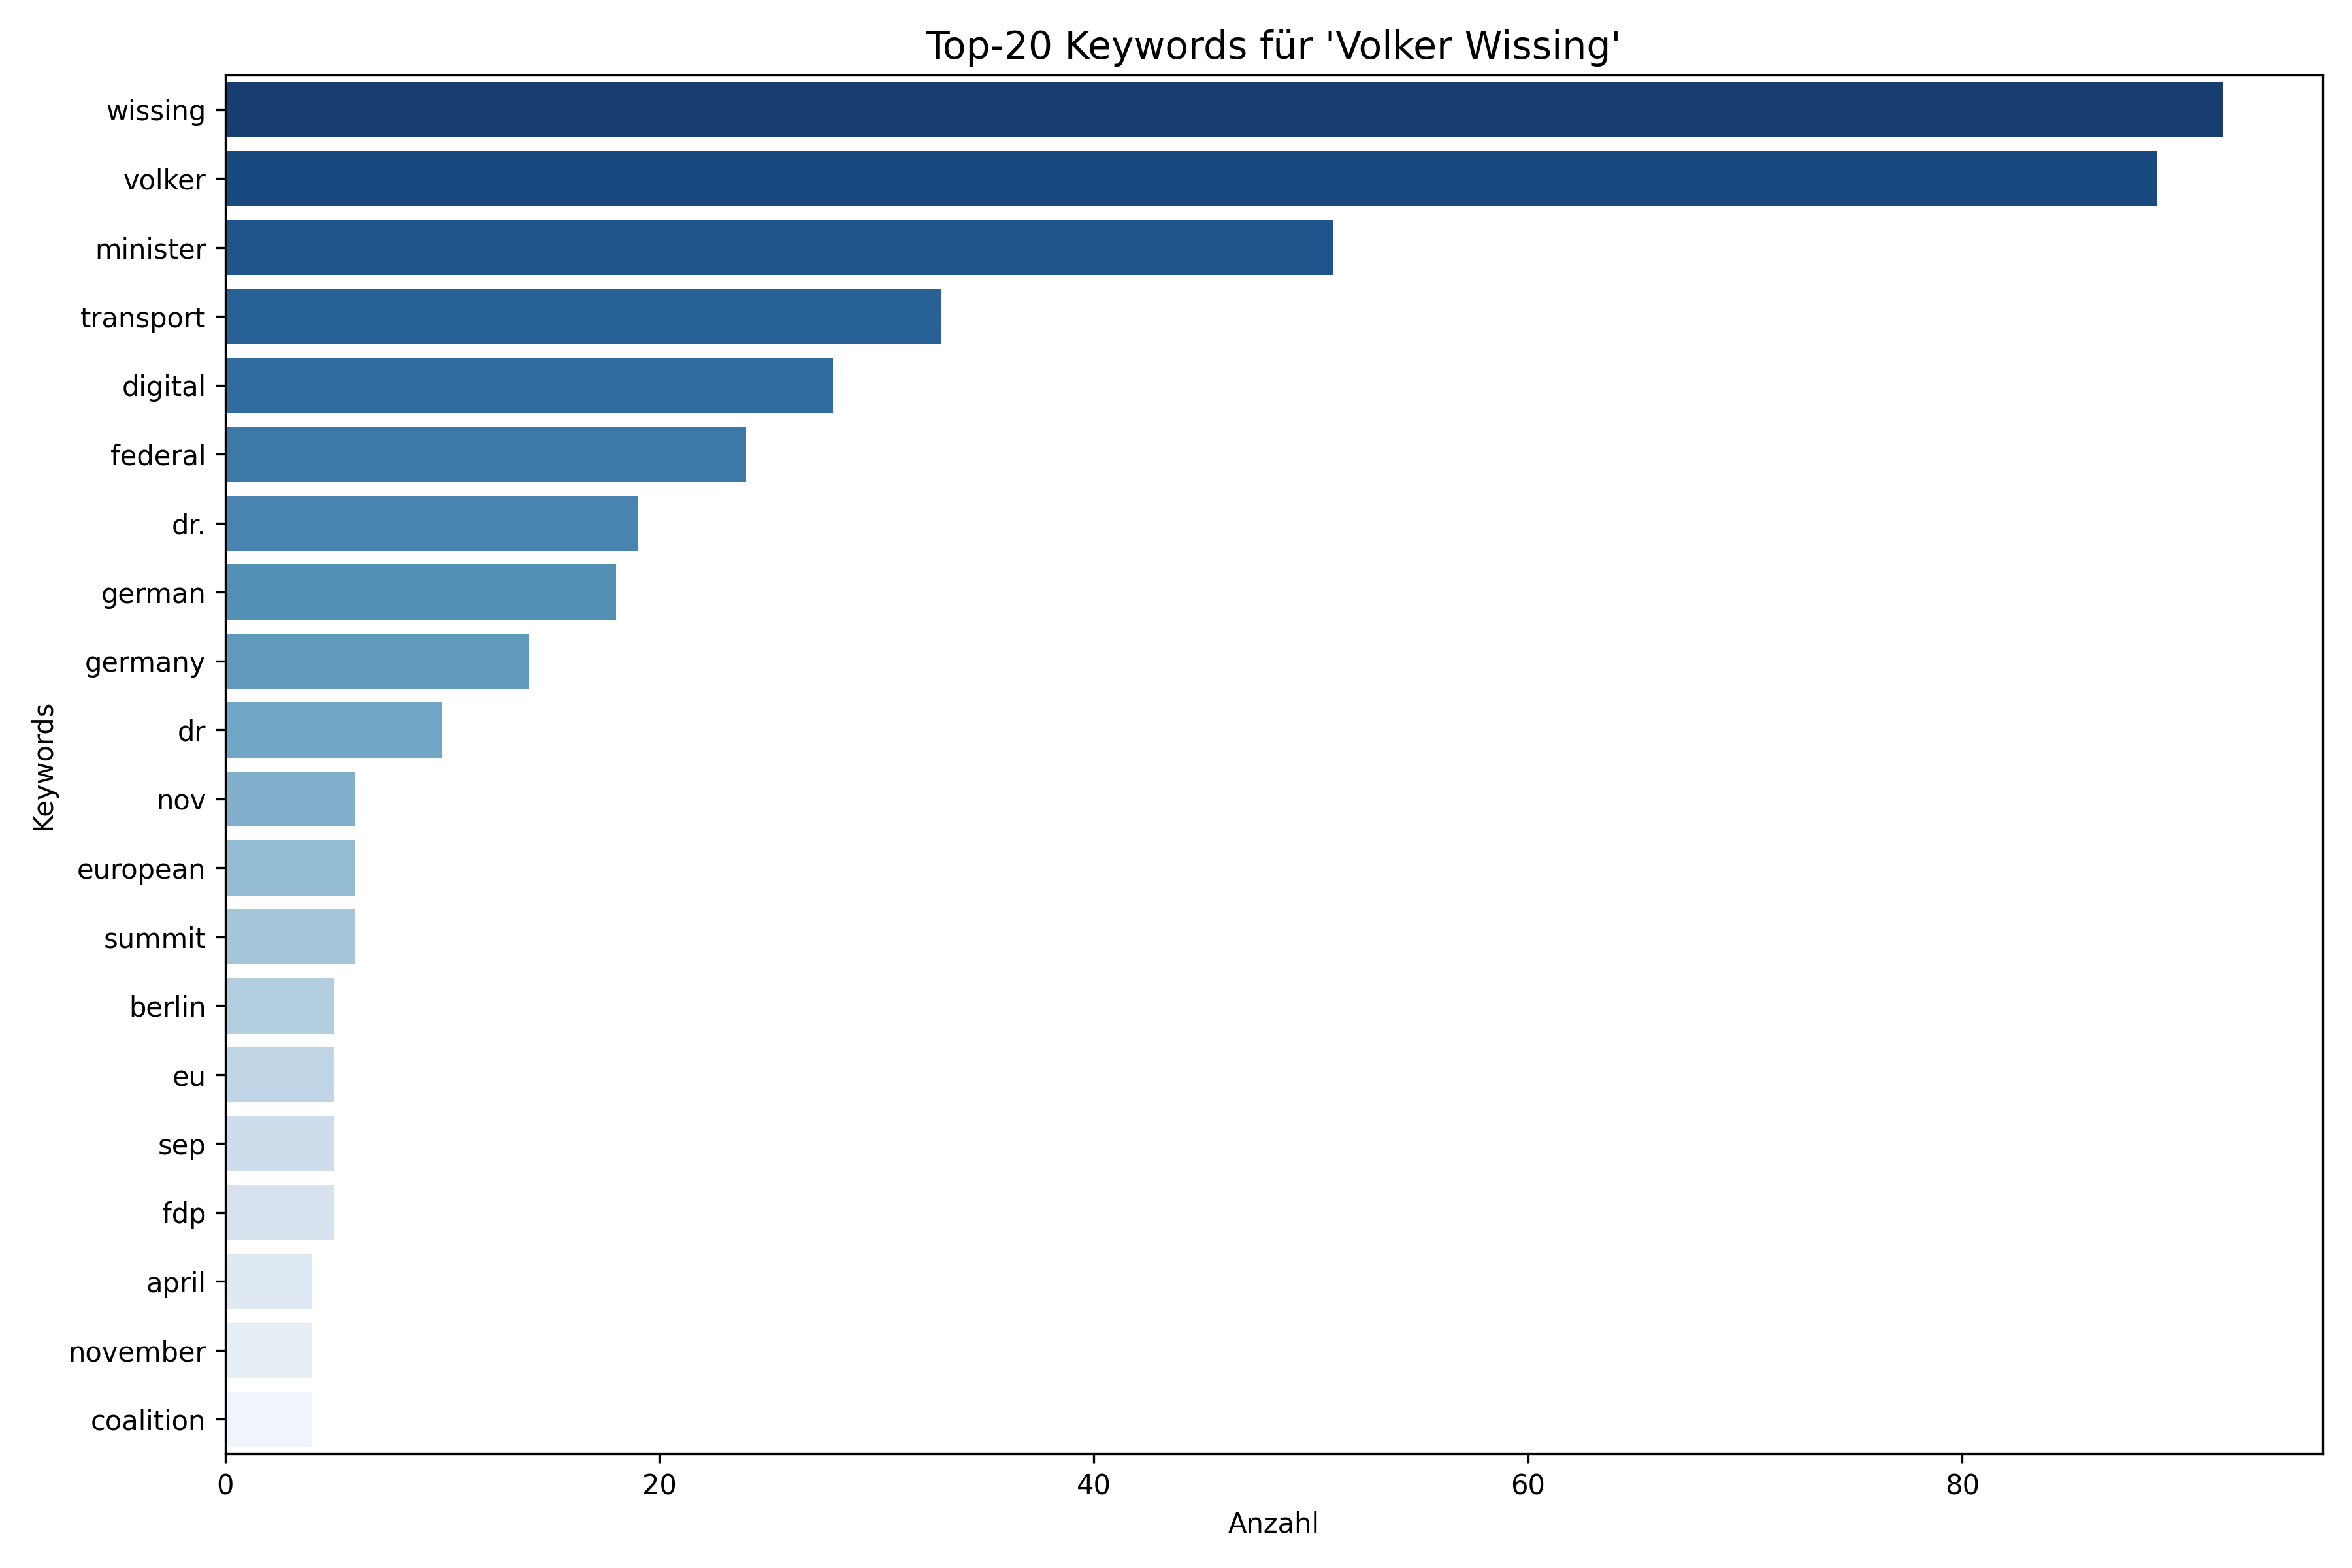 Top-20 Keywords für 'Volker Wissing'
Keywords
wissing
volker
minister
transport
digital
federal
dr.
german
germany
dr
nov
european
summit
berlin
eu
sep
fdp
april
november
coalition
0 20 40 60 80
Anzahl